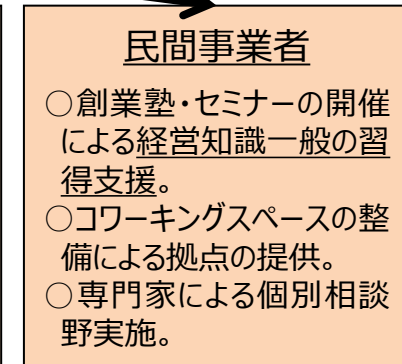 民間事業者
○創業塾・セミナーの開催
による経営知識一般の習
得支援。
○コワーキングスペースの整
備による拠点の提供。
○専門家による個別相談
野実施。